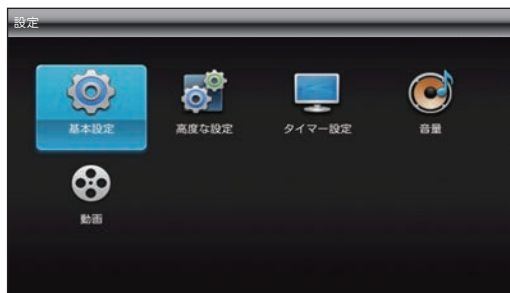 設定
基本設定
高度な設定
タイマー設定
音量
動画